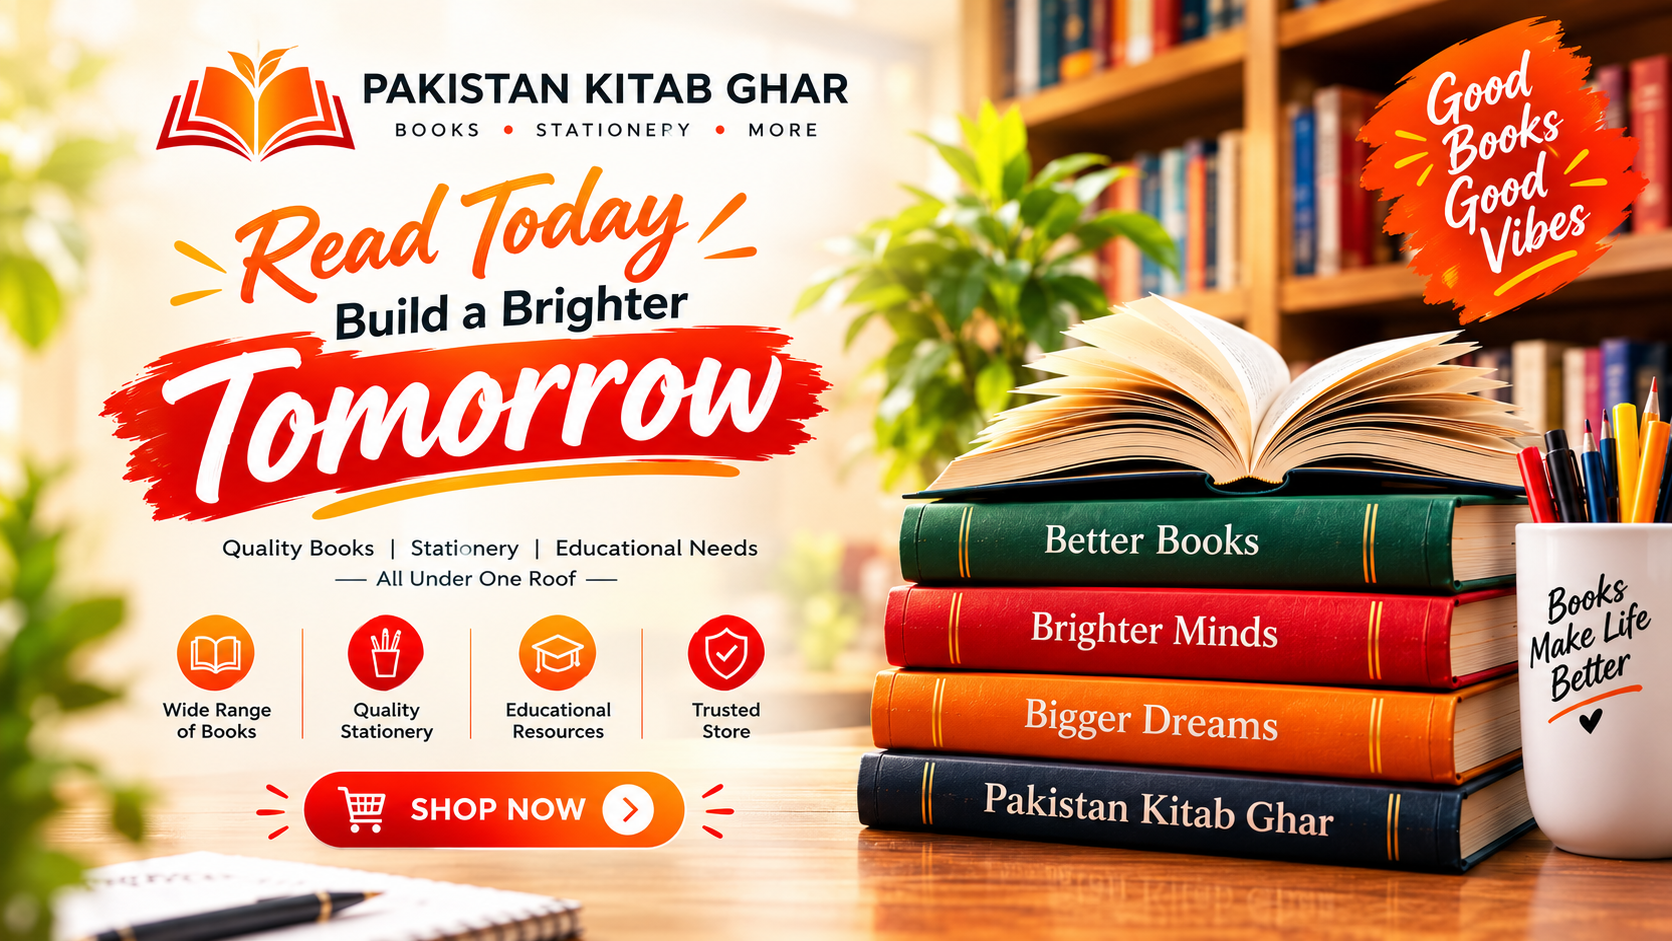 PAKISTAN KITAB GHAR
BOOKS • STATIONERY • MORE
Read Today
Build a Brighter
Tomorrow
Quality Books | Stationery | Educational Needs
All Under One Roof
Wide Range
of Books
Quality
Stationery
Educational
Resources
Trusted
Store
SHOP NOW
Good
Books
Good
Vibes
Better Books
Brighter Minds
Bigger Dreams
Pakistan Kitab Ghar
Books
Make Life
Better